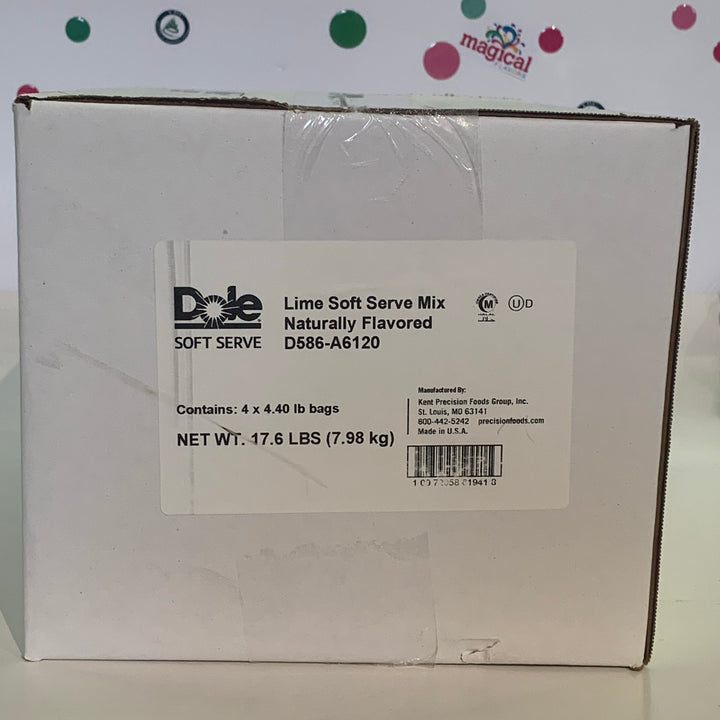 magical
Dole
SOFT SERVE
Lime Soft Serve Mix
Naturally Flavored
D586-A6120
M
U D
Contains: 4 x 4.40 lb bags
NET WT. 17.6 LBS (7.98 kg)
Manufactured By:
Kent Precision Foods Group, Inc.
St. Louis, MO 63141
800-442-5242 precisionfoods.com
Made in U.S.A.